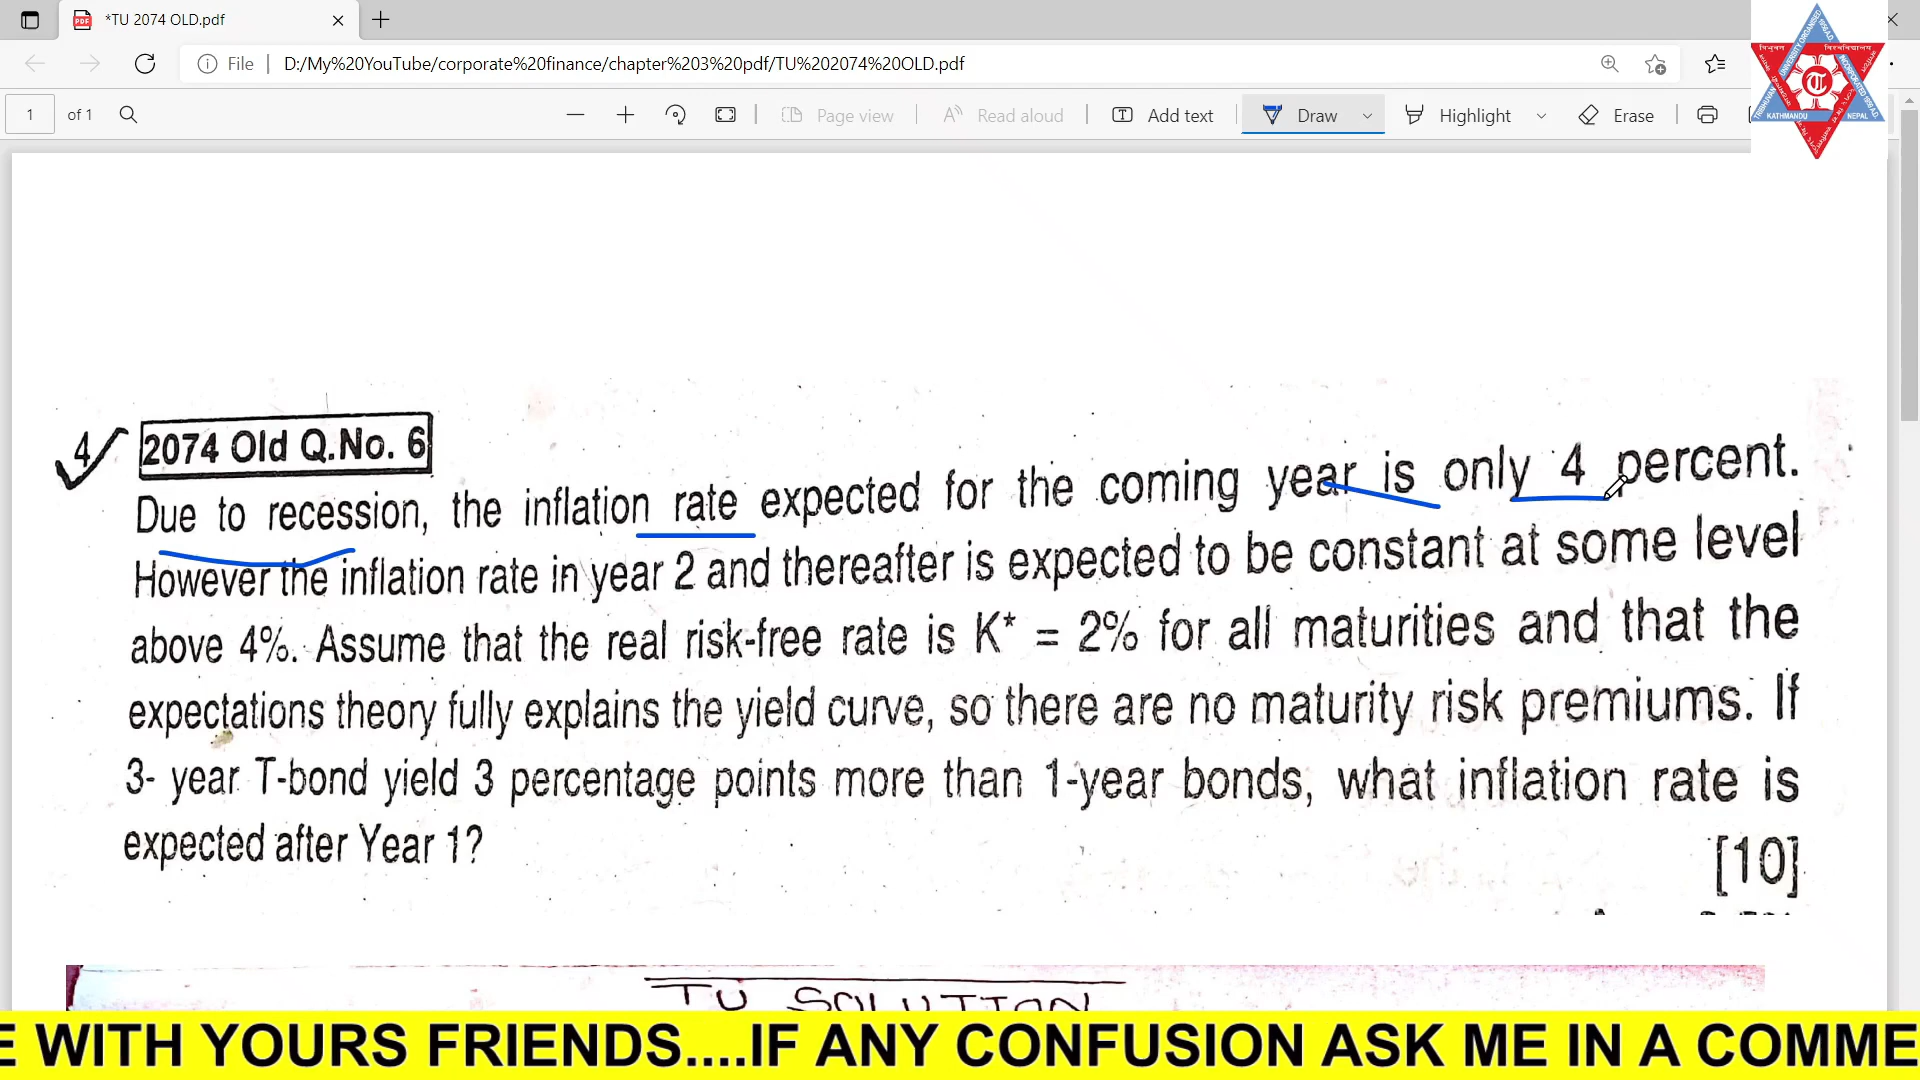 *TU 2074 OLD.pdf
File D:/My%20YouTube/corporate%20finance/chapter%203%20pdf/TU%202074%20OLD.pdf
1 of 1 Page view Read aloud Add text Draw Highlight Erase
KATHMANDU NEPAL
4 2074 Old Q.No. 6
Due to recession, the inflation rate expected for the coming year is only 4 percent.
However the inflation rate in year 2 and thereafter is expected to be constant at some level
above 4%. Assume that the real risk-free rate is K* = 2% for all maturities and that the
expectations theory fully explains the yield curve, so there are no maturity risk premiums. If
3- year T-bond yield 3 percentage points more than 1-year bonds, what inflation rate is
expected after Year 1?
[10]
TU SOLUTION
E WITH YOURS FRIENDS....IF ANY CONFUSION ASK ME IN A COMME